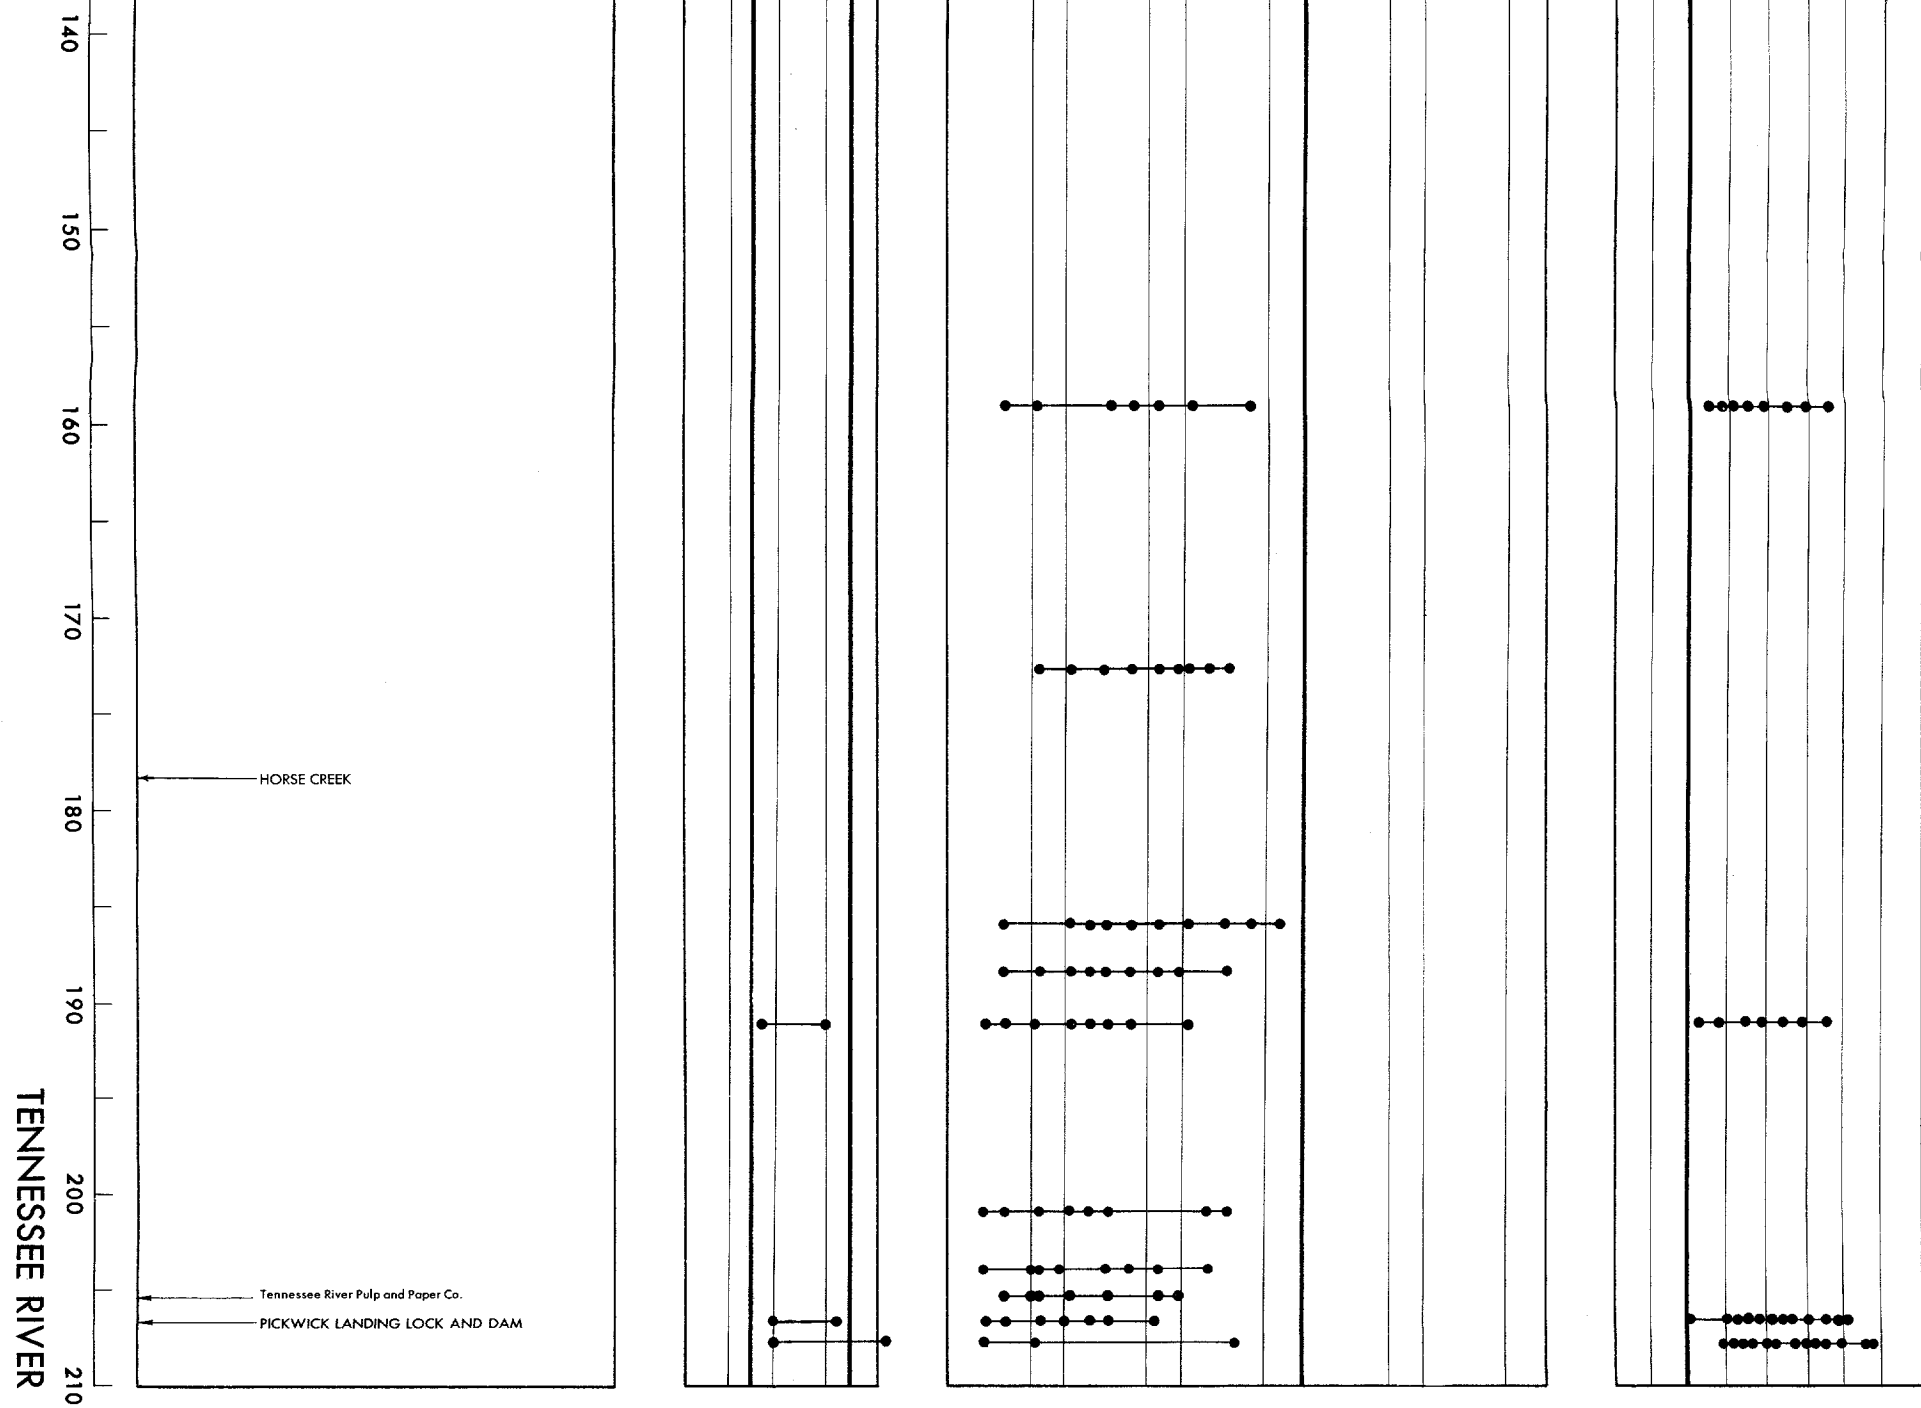 140
150
160
170
HORSE CREEK
180
190
200
Tennessee River Pulp and Paper Co.
PICKWICK LANDING LOCK AND DAM
210
TENNESSEE RIVER